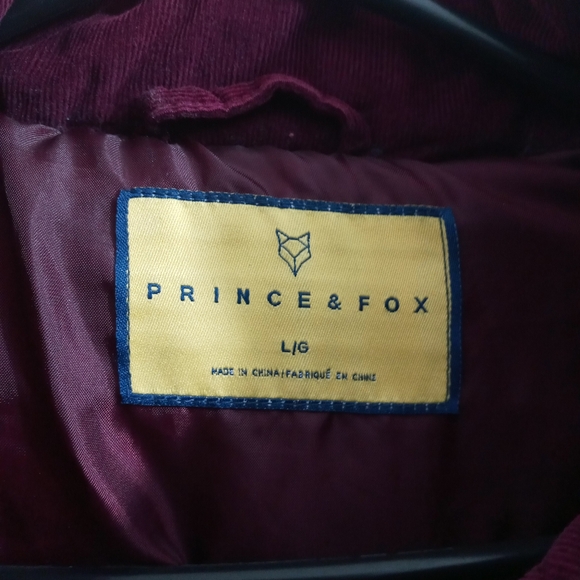 PRINCE & FOX
L/G
MADE IN CHINA/FABRIQUÉ EN CHINE